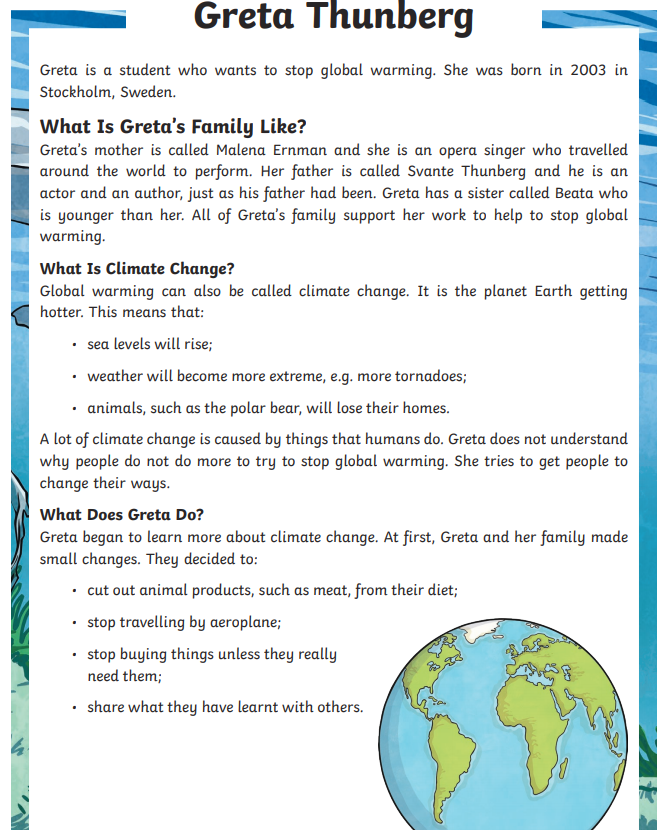 Greta Thunberg
Greta is a student who wants to stop global warming. She was born in 2003 in
Stockholm, Sweden.
What Is Greta's Family Like?
Greta's mother is called Malena Ernman and she is an opera singer who travelled
around the world to perform. Her father is called Svante Thunberg and he is an
actor and an author, just as his father had been. Greta has a sister called Beata who
is younger than her. All of Greta's family support her work to help to stop global
warming.
What Is Climate Change?
Global warming can also be called climate change. It is the planet Earth getting
hotter. This means that:
• sea levels will rise;
• weather will become more extreme, e.g. more tornadoes;
• animals, such as the polar bear, will lose their homes.
A lot of climate change is caused by things that humans do. Greta does not understand
why people do not do more to try to stop global warming. She tries to get people to
change their ways.
What Does Greta Do?
Greta began to learn more about climate change. At first, Greta and her family made
small changes. They decided to:
• cut out animal products, such as meat, from their diet;
• stop travelling by aeroplane;
• stop buying things unless they really
need them;
• share what they have learnt with others.